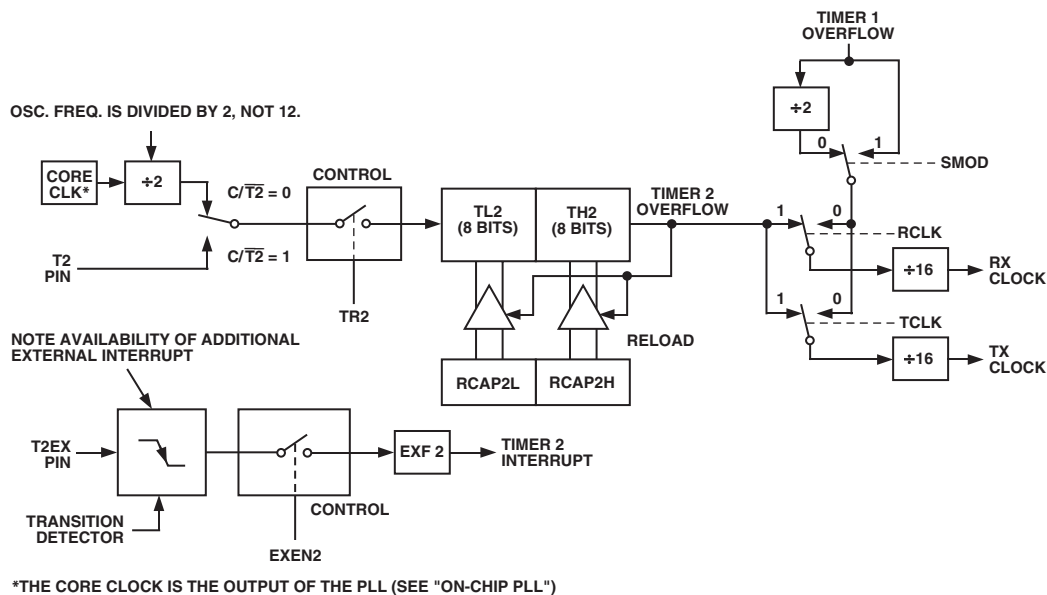 TIMER 1
OVERFLOW
OSC. FREQ. IS DIVIDED BY 2, NOT 12.
÷2
0
1
SMOD
CORE
CLK*
÷2
C/T̅2̅ = 0
CONTROL
TL2
(8 BITS)
TH2
(8 BITS)
TIMER 2
OVERFLOW
1
0
RCLK
T2
PIN
C/T̅2̅ = 1
÷16
RX
CLOCK
TR2
1
0
TCLK
RELOAD
÷16
TX
CLOCK
NOTE AVAILABILITY OF ADDITIONAL
EXTERNAL INTERRUPT
RCAP2L
RCAP2H
T2EX
PIN
EXF 2
TIMER 2
INTERRUPT
CONTROL
TRANSITION
DETECTOR
EXEN2
*THE CORE CLOCK IS THE OUTPUT OF THE PLL (SEE "ON-CHIP PLL")